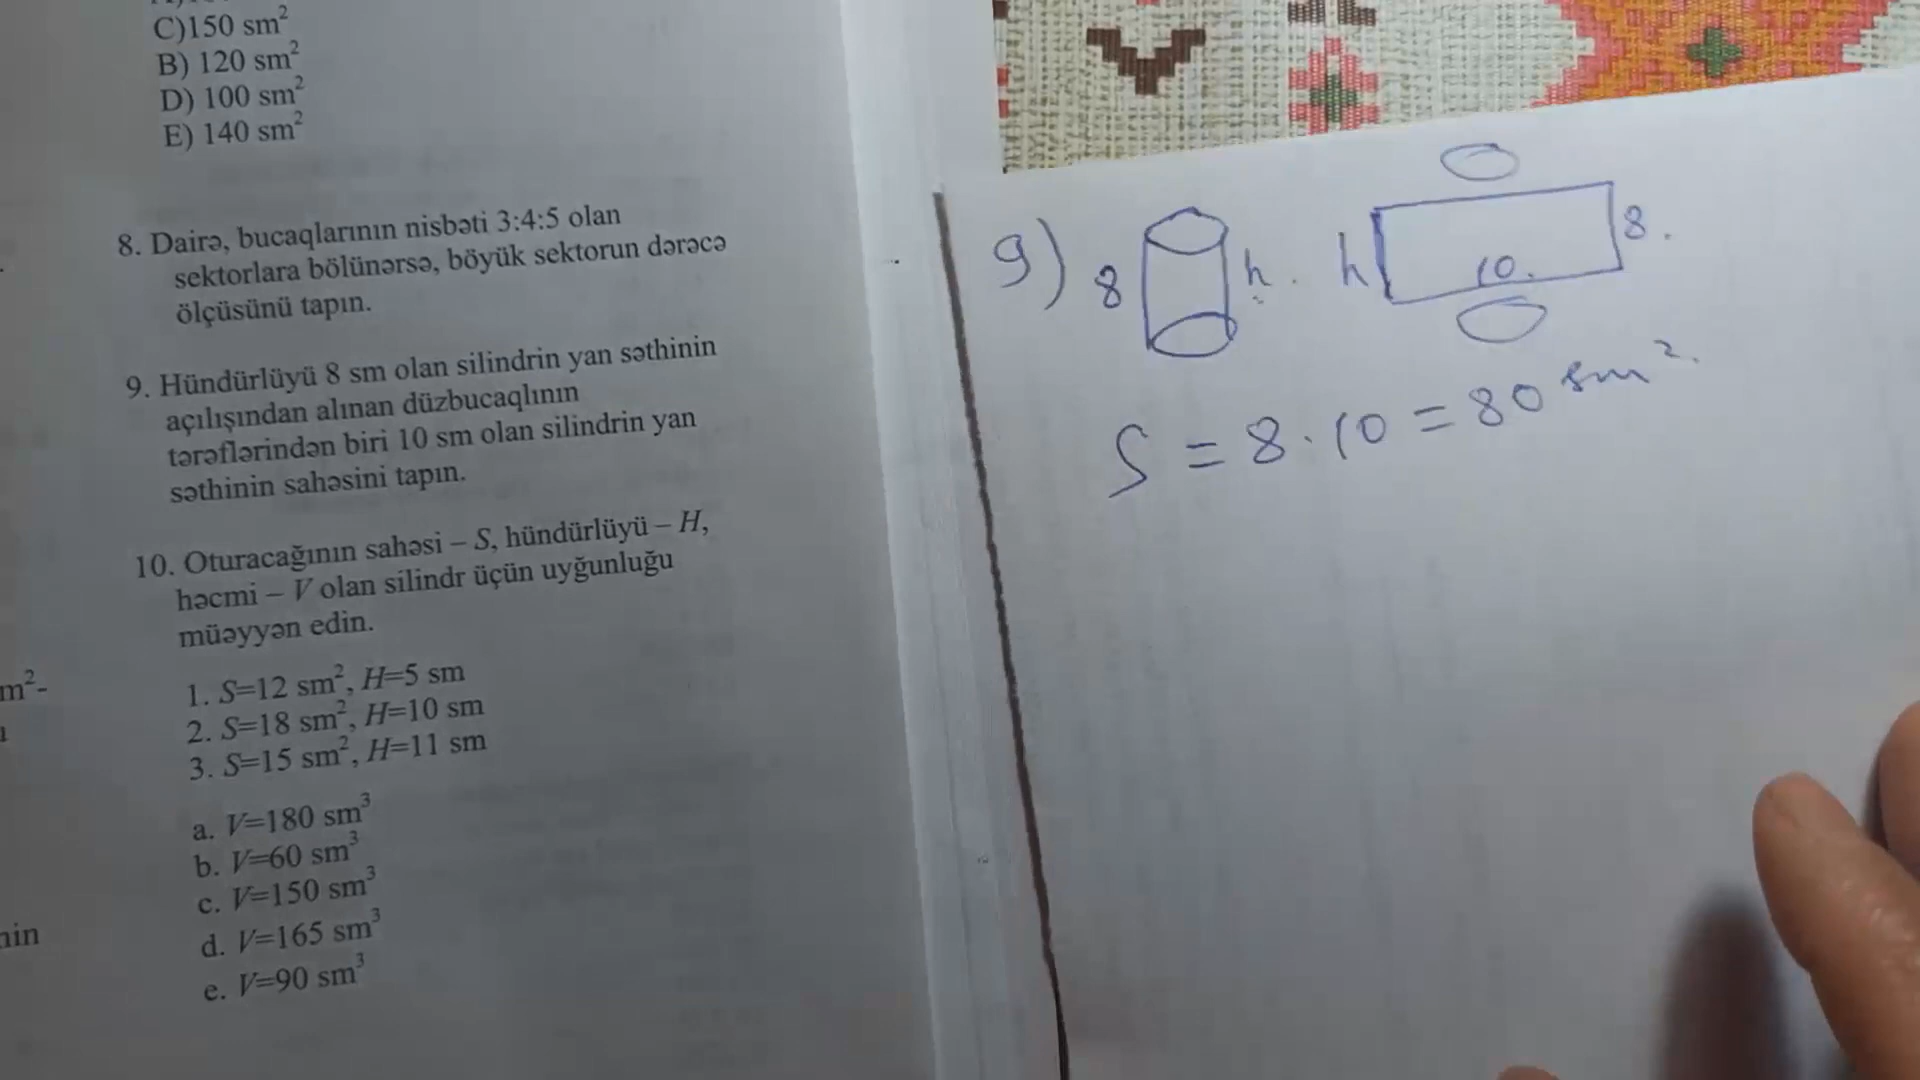 C)150 sm²
B) 120 sm²
D) 100 sm²
E) 140 sm²
8. Dairə, bucaqlarının nisbəti 3:4:5 olan
sektorlara bölünərsə, böyük sektorun dərəcə
ölçüsünü tapın.
9. Hündürlüyü 8 sm olan silindrin yan səthinin
açılışından alınan düzbucaqlının
tərəflərindən biri 10 sm olan silindrin yan
səthinin sahəsini tapın.
10. Oturacağının sahəsi – S, hündürlüyü – H,
həcmi – V olan silindr üçün uyğunluğu
müəyyən edin.
1. S=12 sm², H=5 sm
2. S=18 sm², H=10 sm
3. S=15 sm², H=11 sm
a. V=180 sm³
b. V=60 sm³
c. V=150 sm³
d. V=165 sm³
e. V=90 sm³
m²-
9) 8 h. h 10. 8.
S = 8 · 10 = 80 sm².